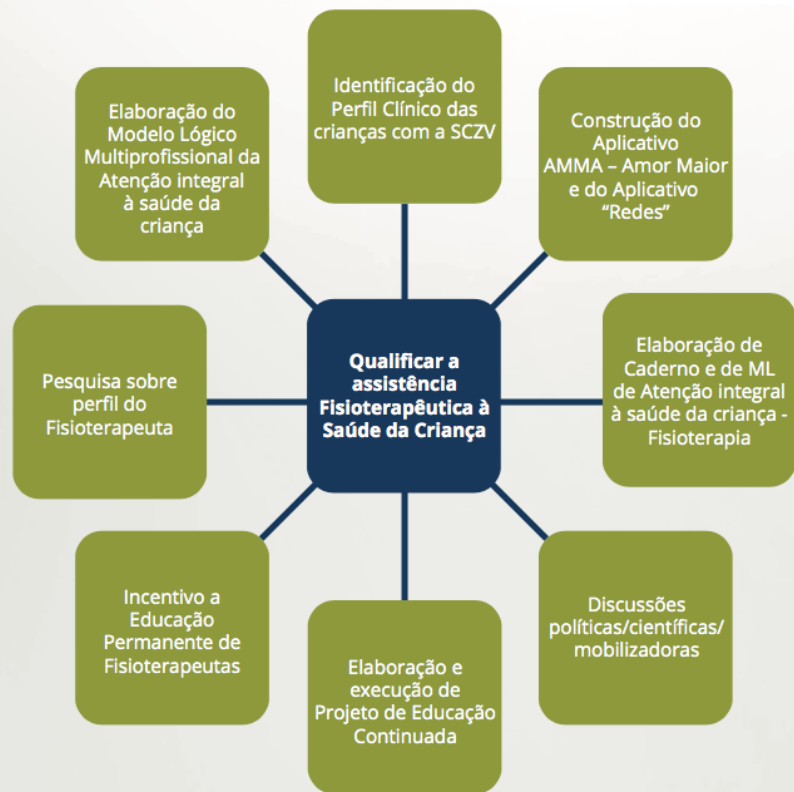 Identificação do
Perfil Clínico das
crianças com a SCZV
Construção do
Aplicativo
AMMA – Amor Maior
e do Aplicativo
“Redes”
Elaboração de
Caderno e de ML
de Atenção integral
à saúde da criança -
Fisioterapia
Discussões
políticas/científicas/
mobilizadoras
Elaboração e
execução de
Projeto de Educação
Continuada
Incentivo a
Educação
Permanente de
Fisioterapeutas
Pesquisa sobre
perfil do
Fisioterapeuta
Elaboração do
Modelo Lógico
Multiprofissional da
Atenção integral
à saúde da
criança
Qualificar a
assistência
Fisioterapêutica à
Saúde da Criança